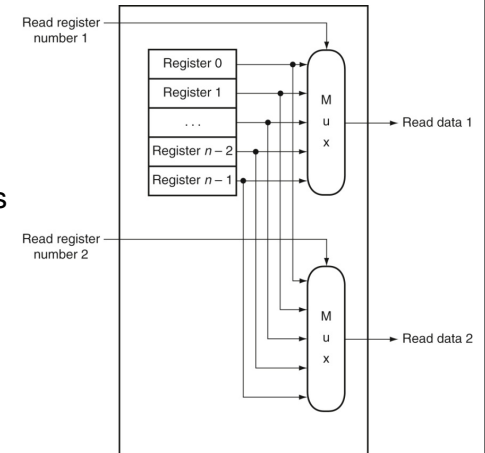 Read register
number 1
Register 0
Register 1
. . .
Register n – 2
Register n – 1
M
u
x
Read data 1
s
Read register
number 2
M
u
x
Read data 2